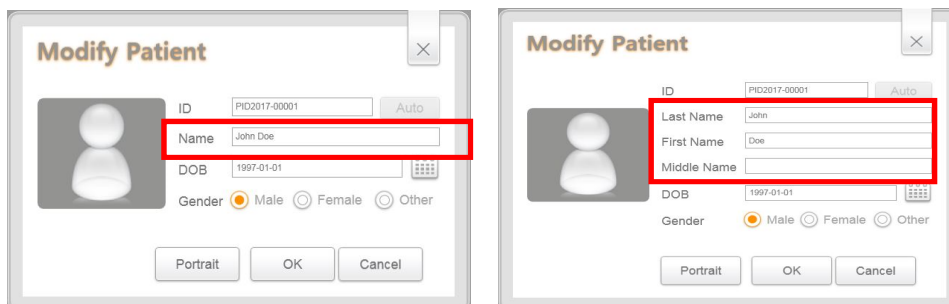 Modify Patient
ID PID2017-00001 Auto
Name John Doe
DOB 1997-01-01
Gender Male Female Other
Portrait OK Cancel
Modify Patient
ID PID2017-00001 Auto
Last Name John
First Name Doe
Middle Name
DOB 1997-01-01
Gender Male Female Other
Portrait OK Cancel